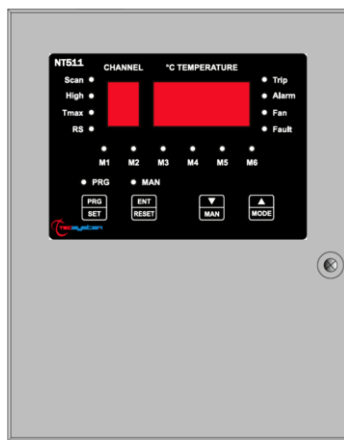 NT511
CHANNEL °C TEMPERATURE
Scan
High
Tmax
RS
Trip
Alarm
Fan
Fault
M1 M2 M3 M4 M5 M6
PRG MAN
PRG
SET
ENT
RESET
▼
MAN
▲
MODE
tecsystem